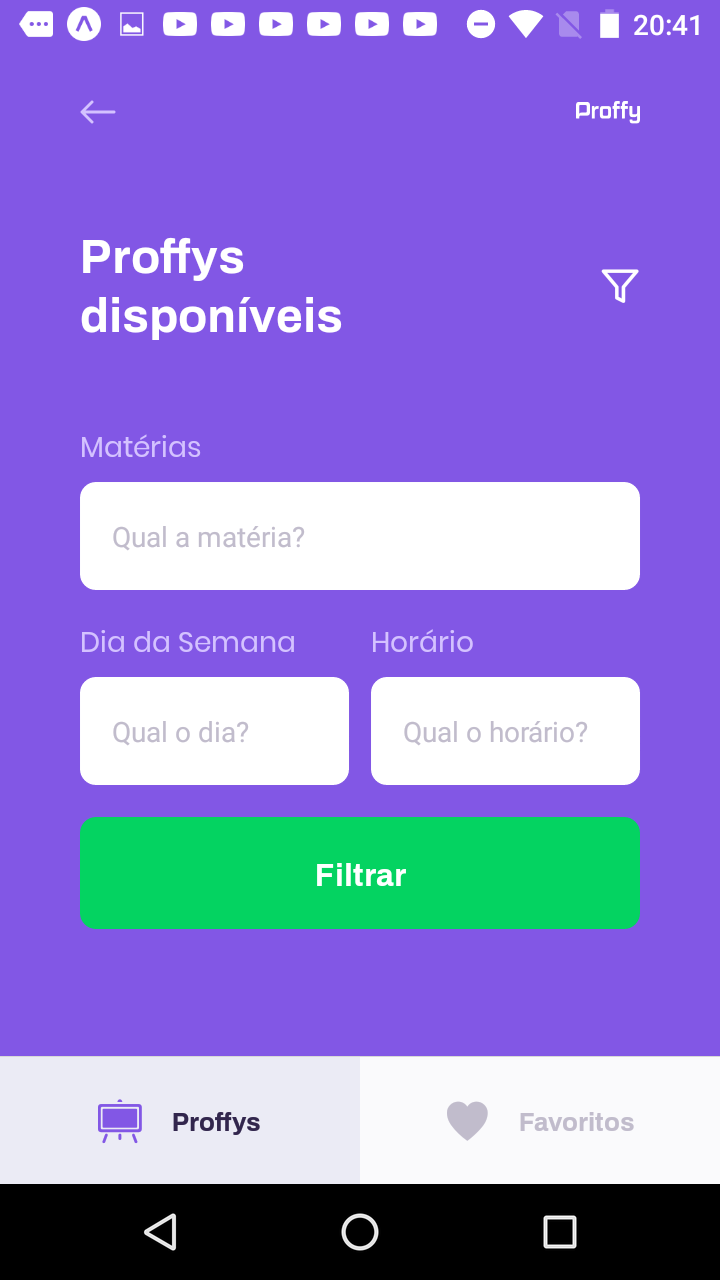 20:41
Proffy
Proffys
disponíveis
Matérias
Qual a matéria?
Dia da Semana
Horário
Qual o dia?
Qual o horário?
Filtrar
Proffys
Favoritos